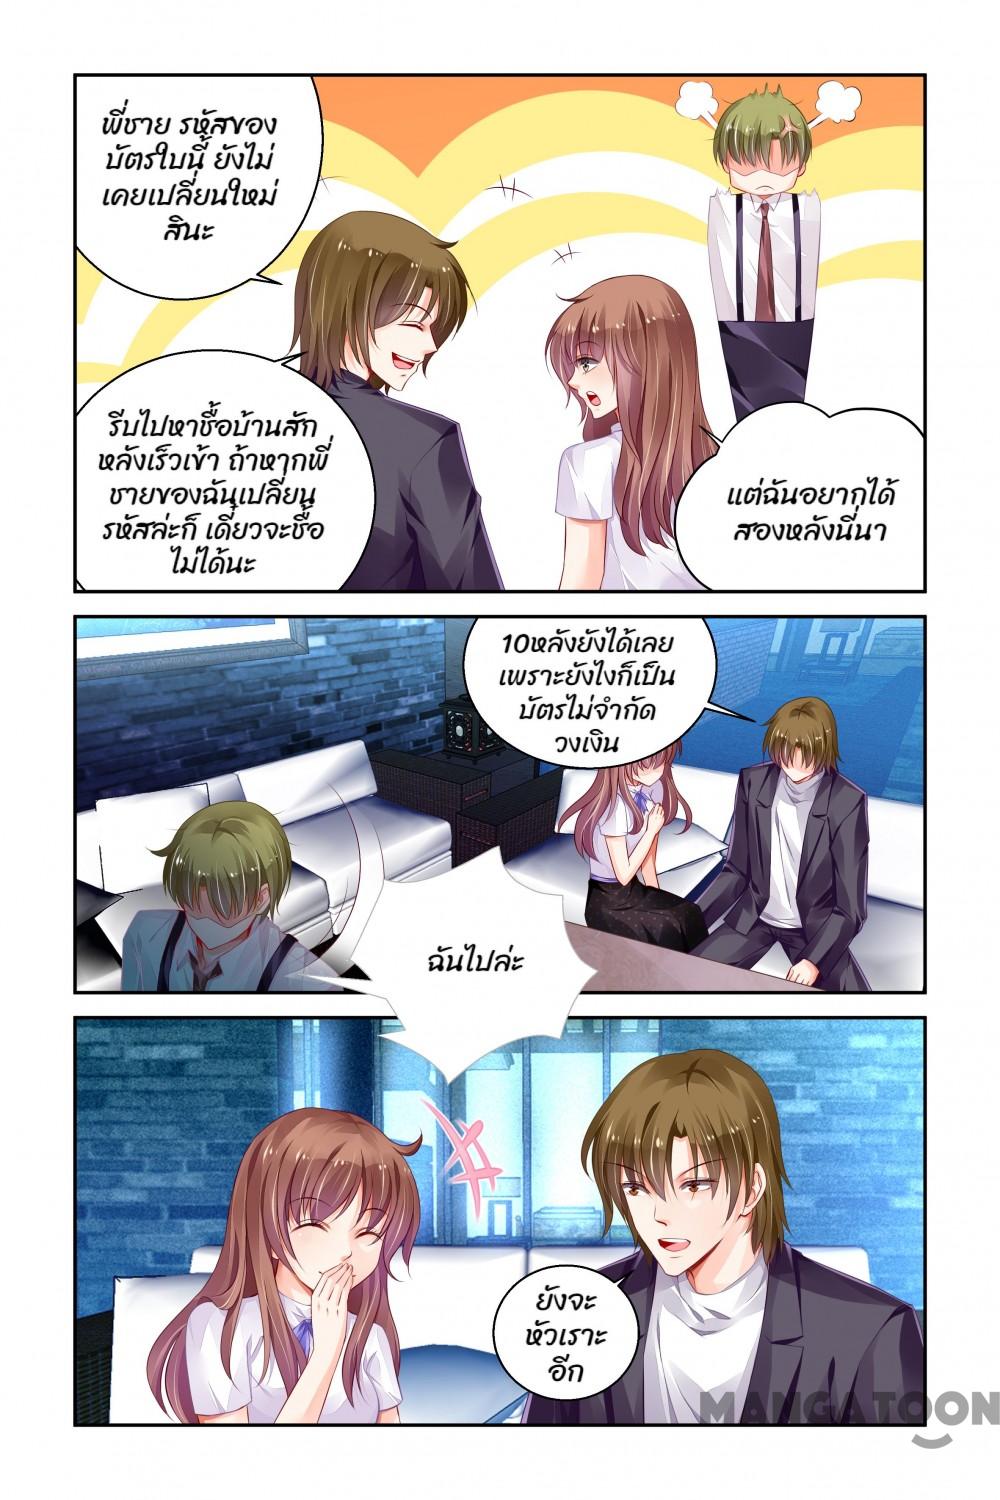 พี่ชาย รหัสของ
บัตรใบนี้ ยังไม่
เคยเปลี่ยนใหม่
สินะ
รีบไปหาซื้อบ้านสัก
หลังเร็วเข้า ถ้าหากพี่
ชายของฉันเปลี่ยน
รหัสล่ะก็ เดี๋ยวจะซื้อ
ไม่ได้นะ
แต่ฉันอยากได้
สองหลังนี่นา
10หลังยังได้เลย
เพราะยังไงก็เป็น
บัตรไม่จำกัด
วงเงิน
ฉันไปล่ะ
ยังจะ
หัวเราะ
อีก
MANGATOON